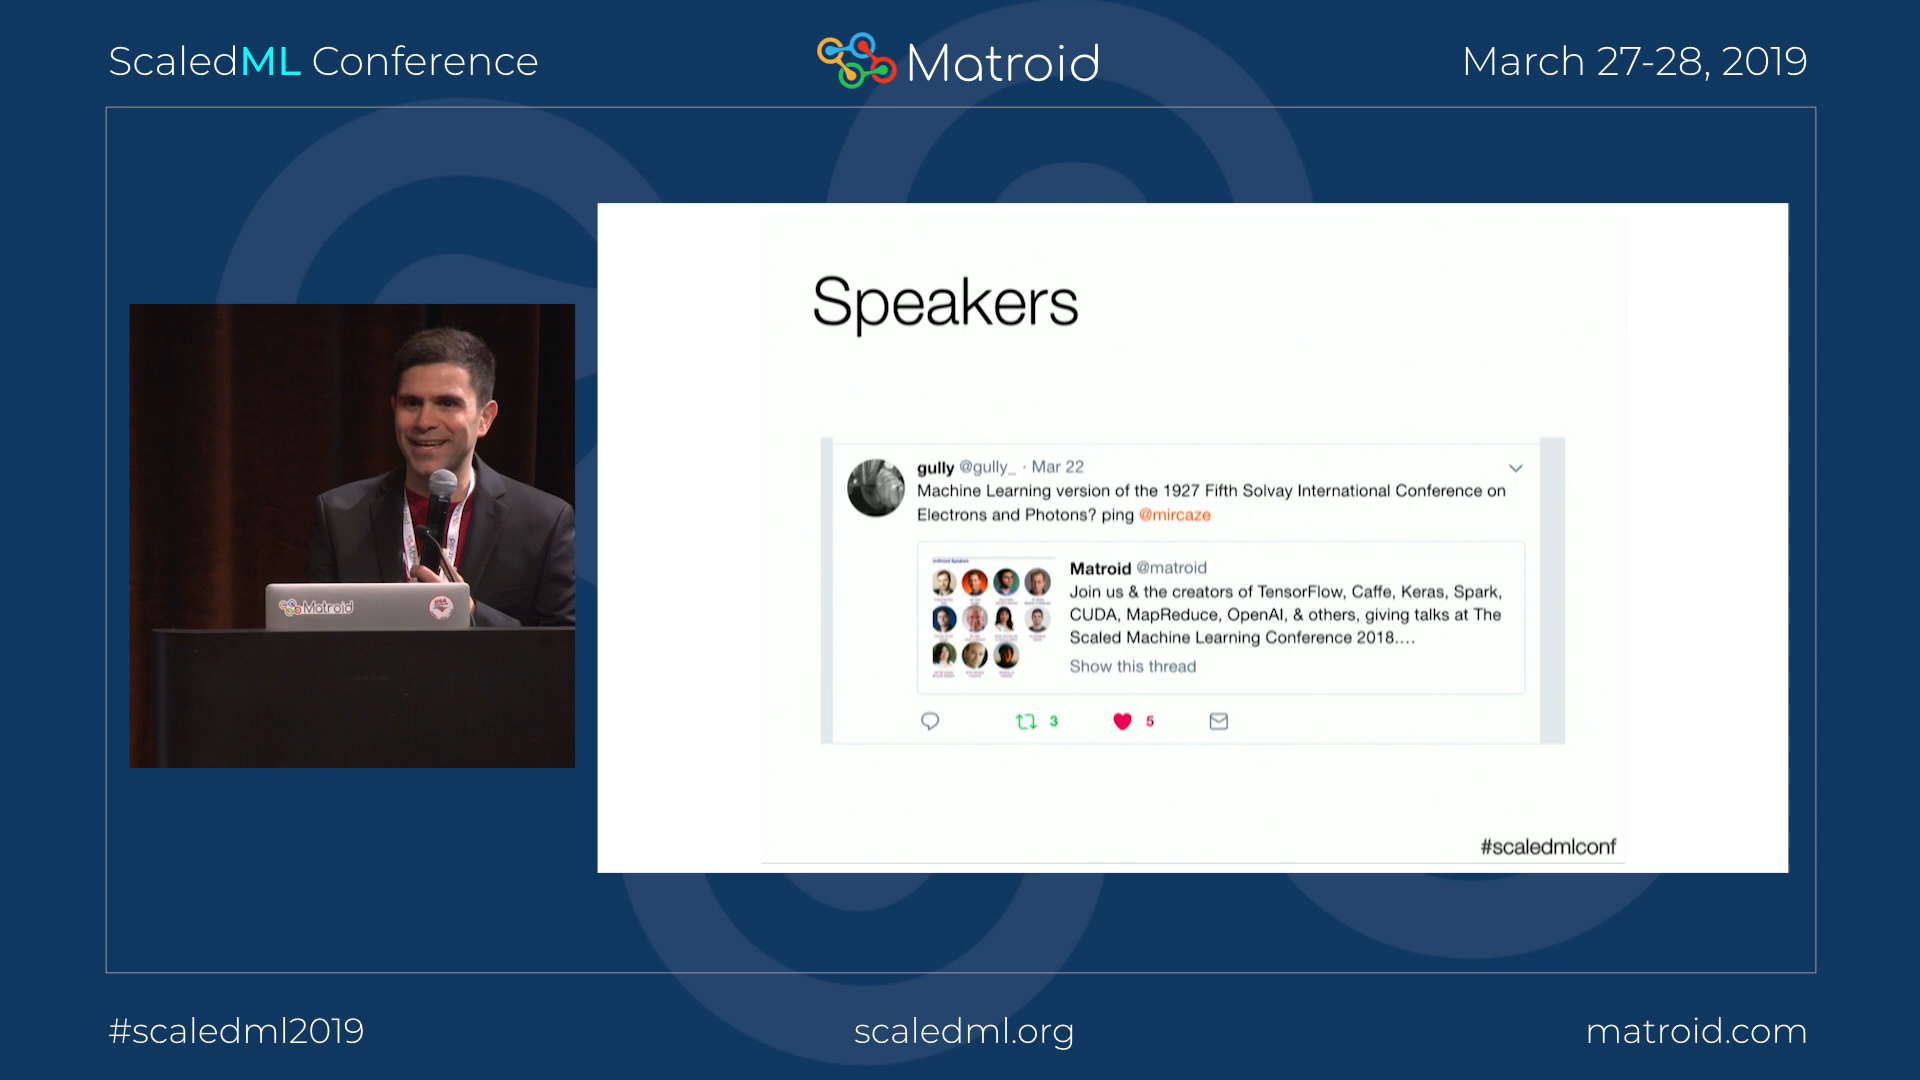 ScaledML Conference
Matroid
March 27-28, 2019
Speakers
gully @gully_ · Mar 22
Machine Learning version of the 1927 Fifth Solvay International Conference on
Electrons and Photons? ping @mircaze
Matroid @matroid
Join us & the creators of TensorFlow, Caffe, Keras, Spark,
CUDA, MapReduce, OpenAI, & others, giving talks at The
Scaled Machine Learning Conference 2018....
Show this thread
3 5
#scaledmlconf
Matroid
USA
#scaledml2019
scaledml.org
matroid.com